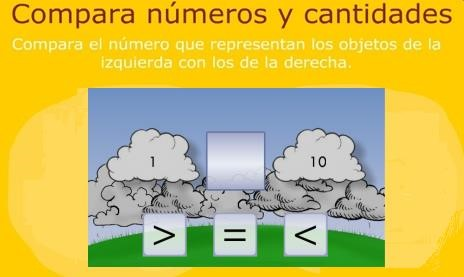 Compara números y cantidades
Compara el número que representan los objetos de la
izquierda con los de la derecha.
1 10
> = <